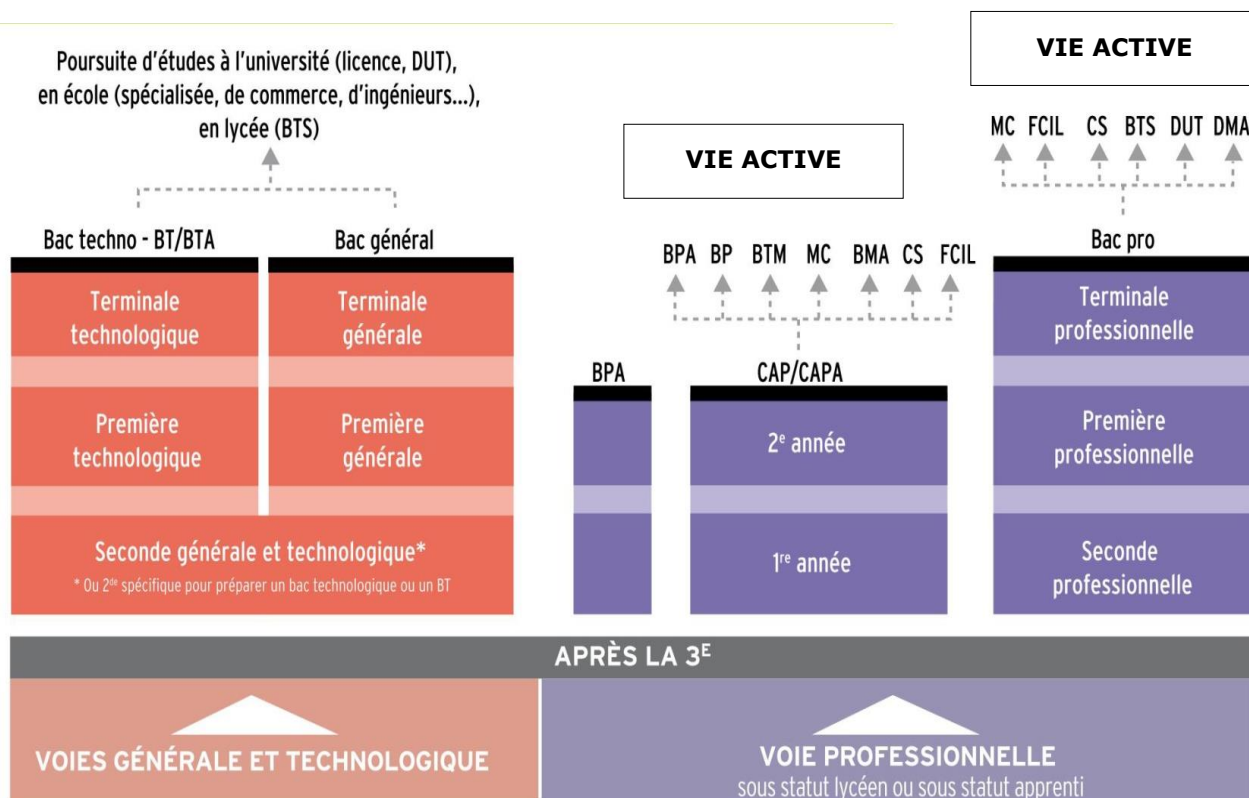 Poursuite d'études à l'université (licence, DUT),
en école (spécialisée, de commerce, d'ingénieurs...),
en lycée (BTS)
Bac techno - BT/BTA
Bac général
Terminale
technologique
Terminale
générale
Première
technologique
Première
générale
Seconde générale et technologique*
* Ou 2de spécifique pour préparer un bac technologique ou un BT
VIE ACTIVE
BPA BP BTM MC BMA CS FCIL
BPA
CAP/CAPA
2e année
1re année
VIE ACTIVE
MC FCIL CS BTS DUT DMA
Bac pro
Terminale
professionnelle
Première
professionnelle
Seconde
professionnelle
APRÈS LA 3E
VOIES GÉNÉRALE ET TECHNOLOGIQUE
VOIE PROFESSIONNELLE
sous statut lycéen ou sous statut apprenti